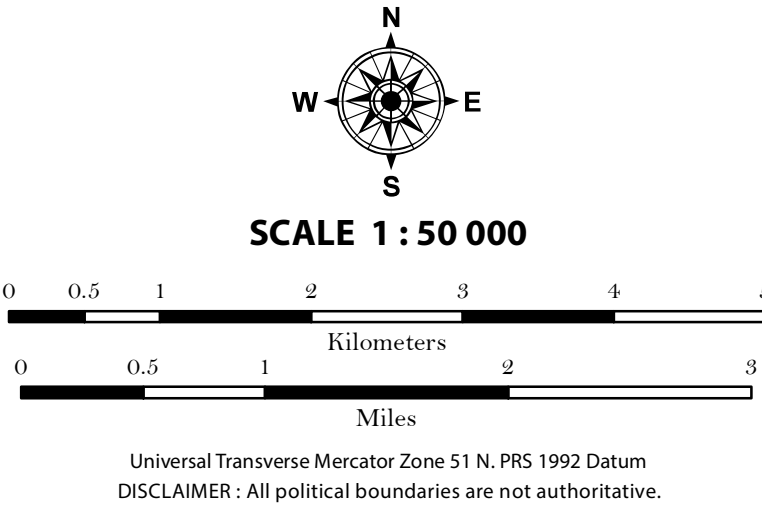 N
W E
S
SCALE 1 : 50 000
0 0.5 1 2 3 4
Kilometers
0 0.5 1 2 3
Miles
Universal Transverse Mercator Zone 51 N. PRS 1992 Datum
DISCLAIMER : All political boundaries are not authoritative.